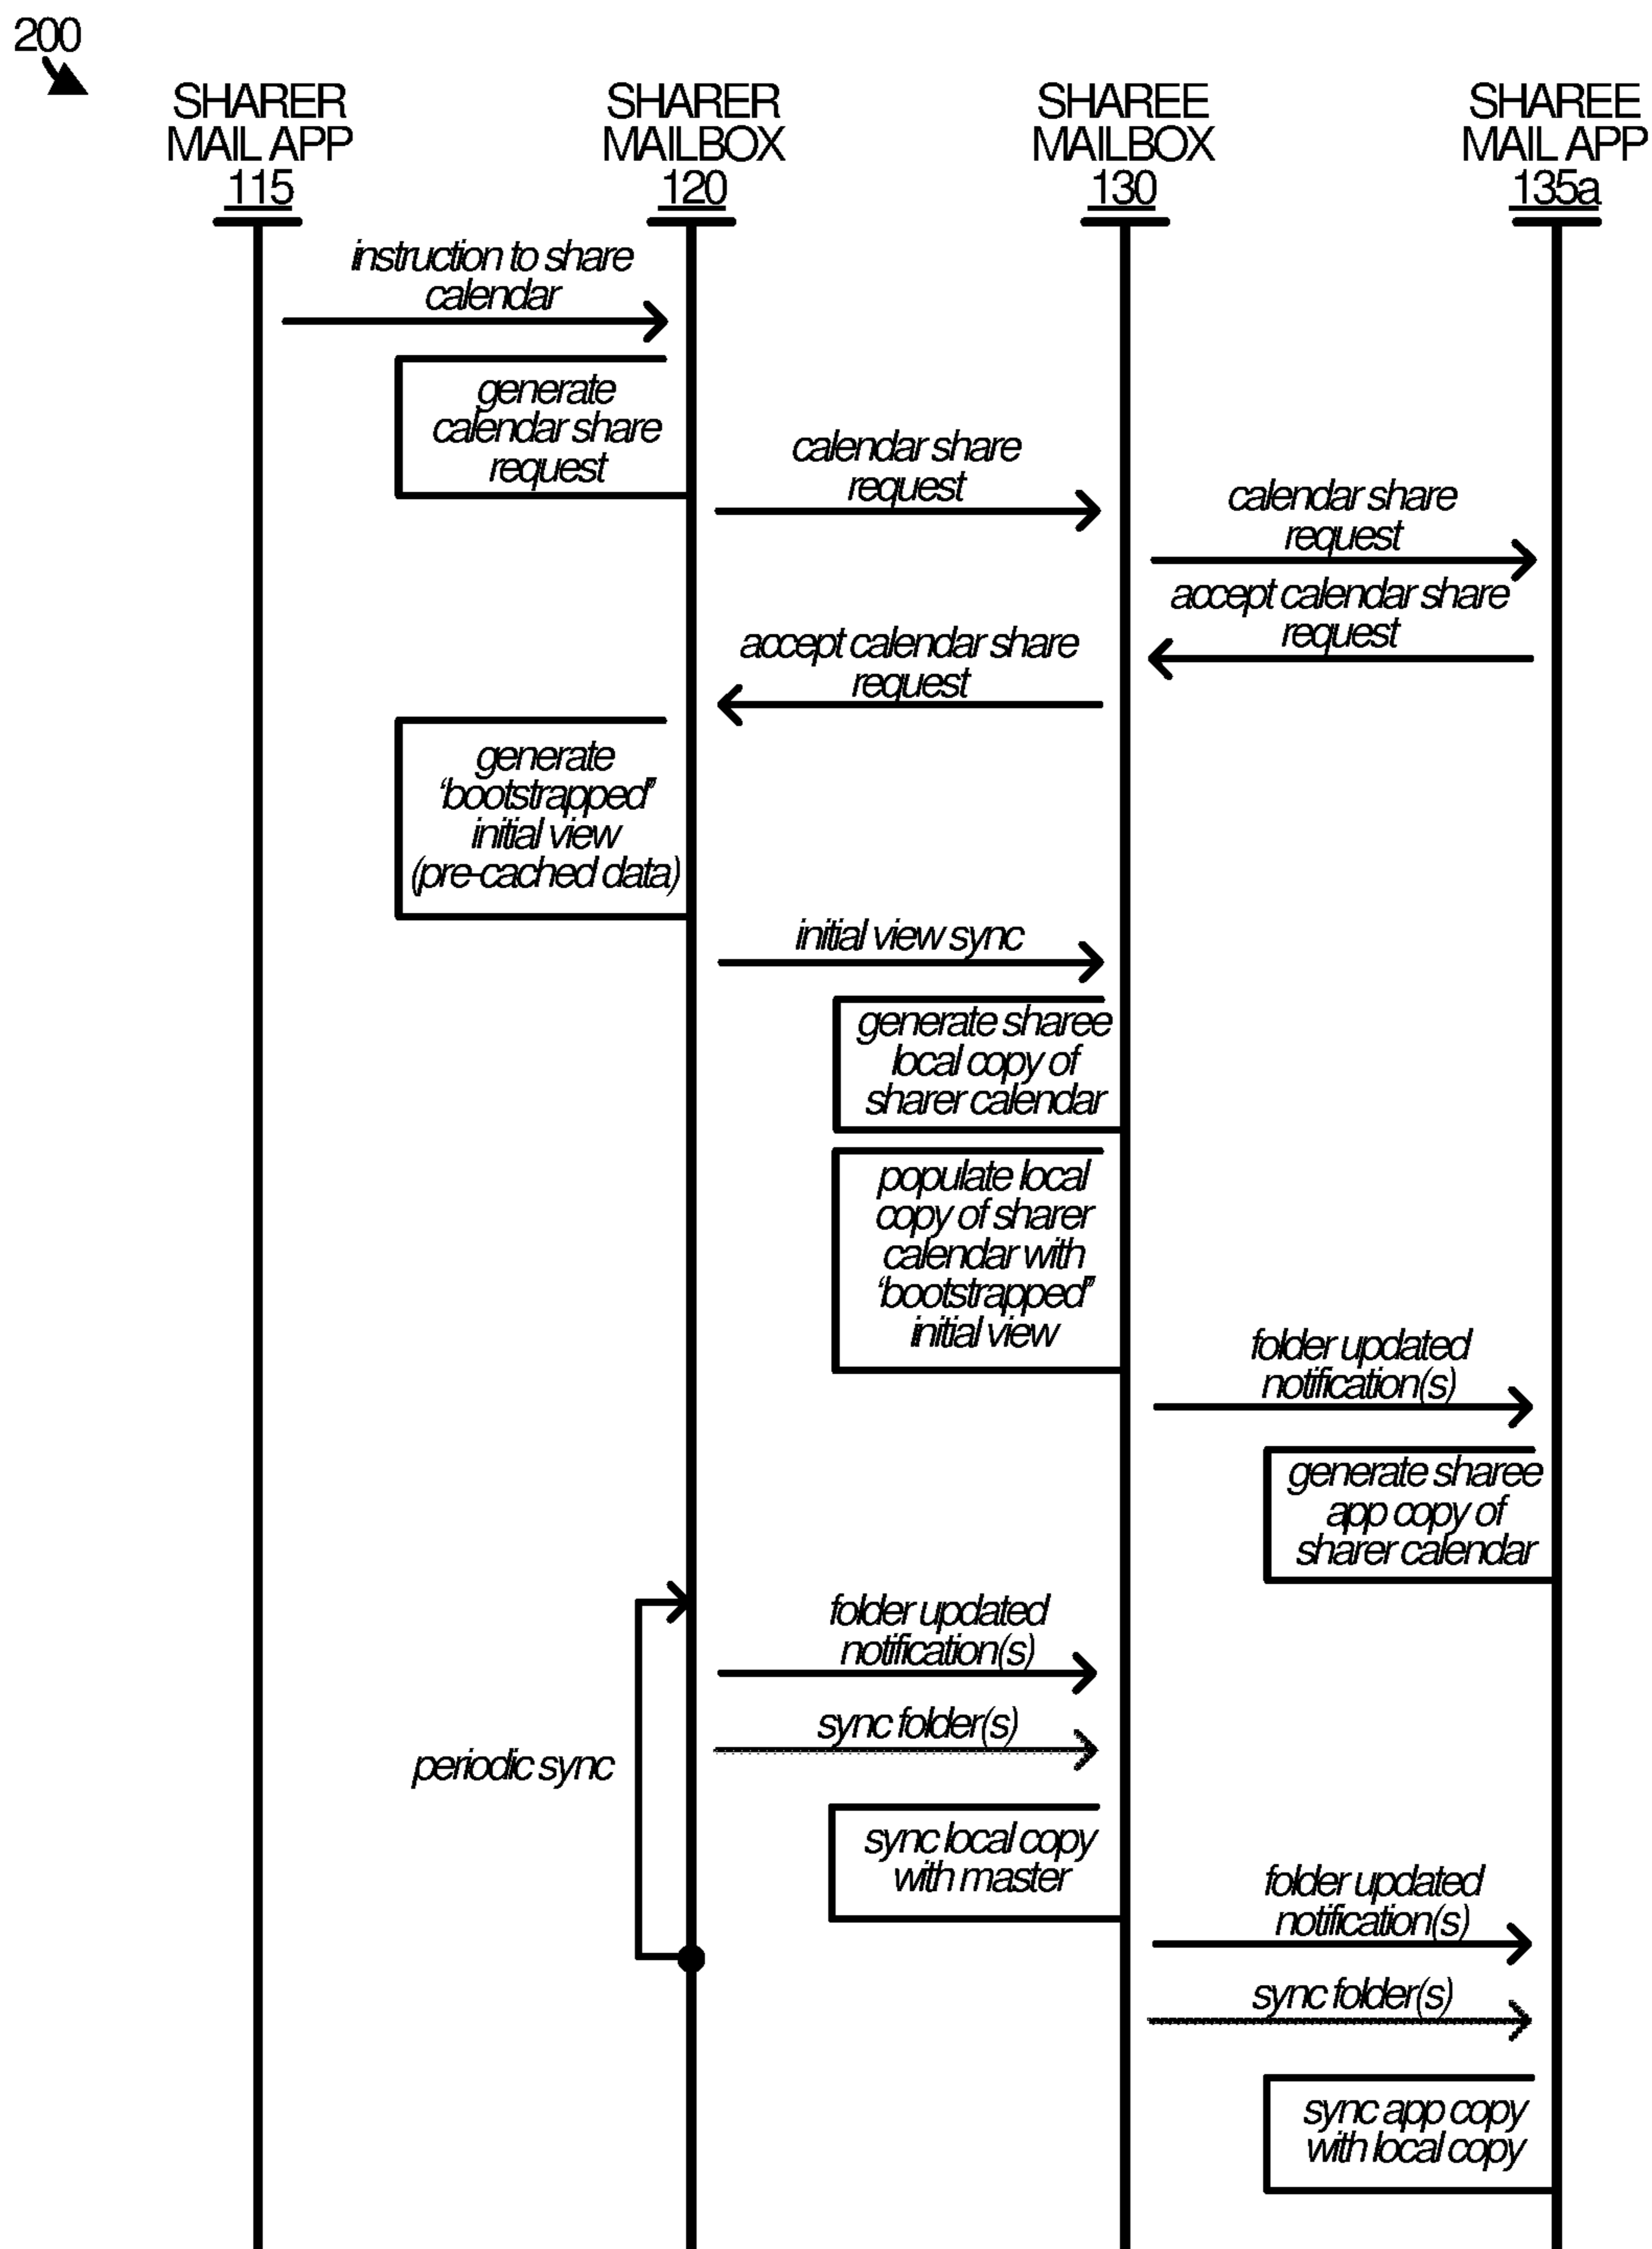 200
SHARER
MAIL APP
115
SHARER
MAILBOX
120
SHAREE
MAILBOX
130
SHAREE
MAIL APP
135a
instruction to share
calendar
generate
calendar share
request
calendar share
request
calendar share
request
accept calendar share
request
accept calendar share
request
generate
"bootstrapped"
initial view
(pre-cached data)
initial view sync
generate sharee
local copy of
sharer calendar
populate local
copy of sharer
calendar with
"bootstrapped"
initial view
folder updated
notification(s)
generate sharee
app copy of
sharer calendar
folder updated
notification(s)
sync folder(s)
periodic sync
sync local copy
with master
folder updated
notification(s)
sync folder(s)
sync app copy
with local copy